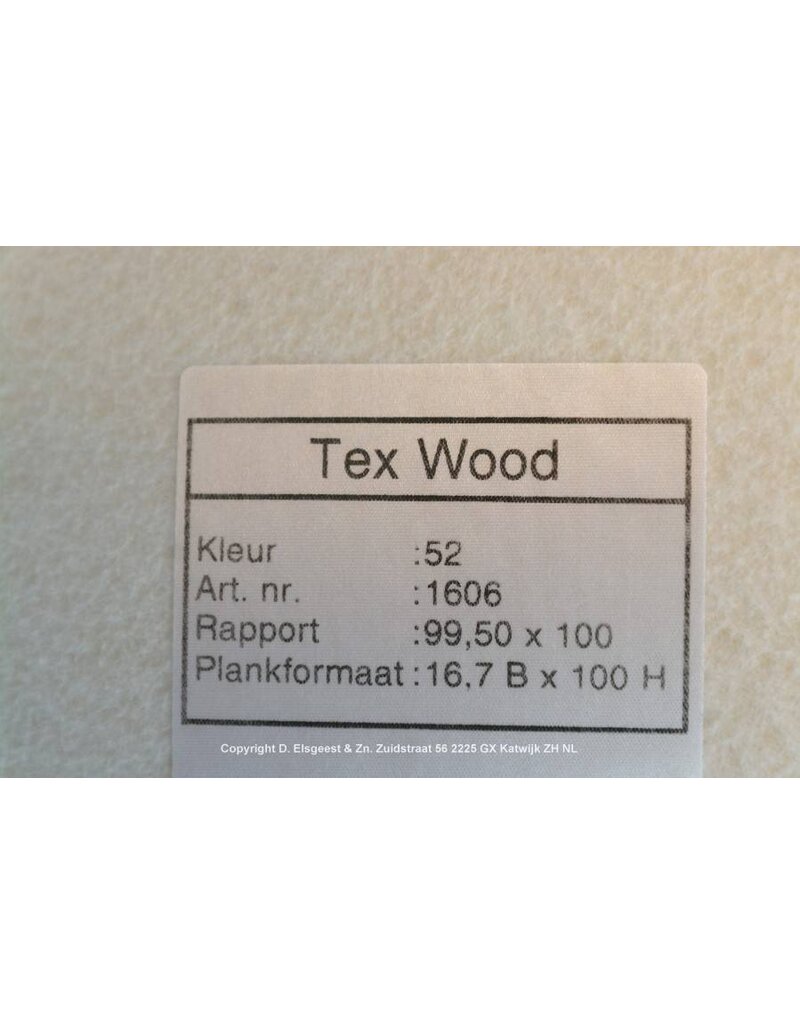 Tex Wood
Kleur :52
Art. nr. :1606
Rapport :99,50 x 100
Plankformaat :16,7 B x 100 H
Copyright D. Elsgeest & Zn. Zuidstraat 56 2225 GX Katwijk ZH NL